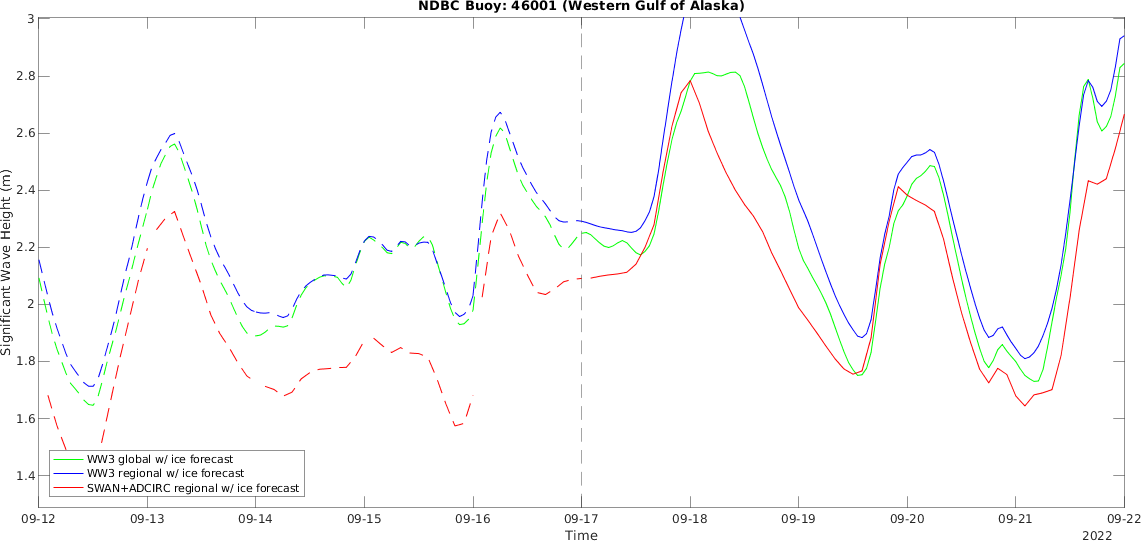 NDBC Buoy: 46001 (Western Gulf of Alaska)
3
2.8
2.6
2.4
2.2
2
1.8
1.6
1.4
Significant Wave Height (m)
WW3 global w/ ice forecast
WW3 regional w/ ice forecast
SWAN+ADCIRC regional w/ ice forecast
09-12 09-13 09-14 09-15 09-16 09-17 09-18 09-19 09-20 09-21 09-22
Time
2022